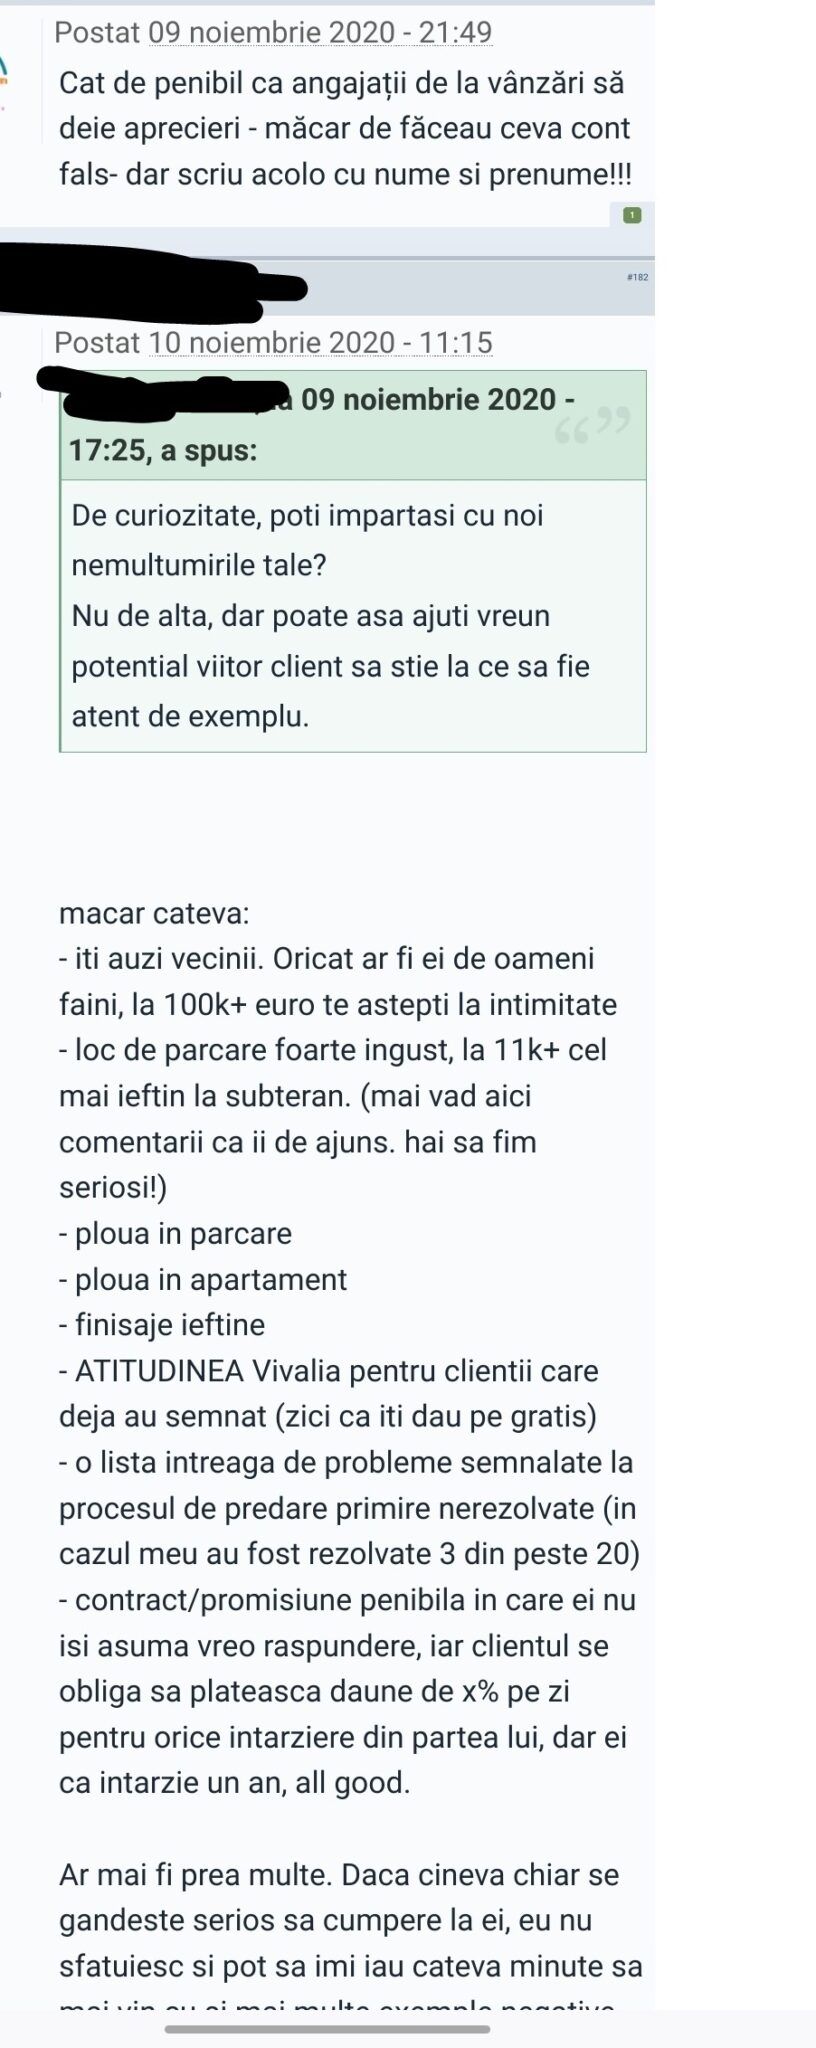 Postat 09 noiembrie 2020 - 21:49
Cat de penibil ca angajații de la vânzări să
deie aprecieri - măcar de făceau ceva cont
fals- dar scriu acolo cu nume si prenume!!!
1
#182
Postat 10 noiembrie 2020 - 11:15
la 09 noiembrie 2020 -
17:25, a spus:
De curiozitate, poti impartasi cu noi
nemultumirile tale?
Nu de alta, dar poate asa ajuti vreun
potential viitor client sa stie la ce sa fie
atent de exemplu.
macar cateva:
- iti auzi vecinii. Oricat ar fi ei de oameni
faini, la 100k+ euro te astepti la intimitate
- loc de parcare foarte ingust, la 11k+ cel
mai ieftin la subteran. (mai vad aici
comentarii ca ii de ajuns. hai sa fim
seriosi!)
- ploua in parcare
- ploua in apartament
- finisaje ieftine
- ATITUDINEA Vivalia pentru clientii care
deja au semnat (zici ca iti dau pe gratis)
- o lista intreaga de probleme semnalate la
procesul de predare primire nerezolvate (in
cazul meu au fost rezolvate 3 din peste 20)
- contract/promisiune penibila in care ei nu
isi asuma vreo raspundere, iar clientul se
obliga sa plateasca daune de x% pe zi
pentru orice intarziere din partea lui, dar ei
ca intarzie un an, all good.
Ar mai fi prea multe. Daca cineva chiar se
gandeste serios sa cumpere la ei, eu nu
sfatuiesc si pot sa imi iau cateva minute sa
mai vin cu si mai multe exemple negative